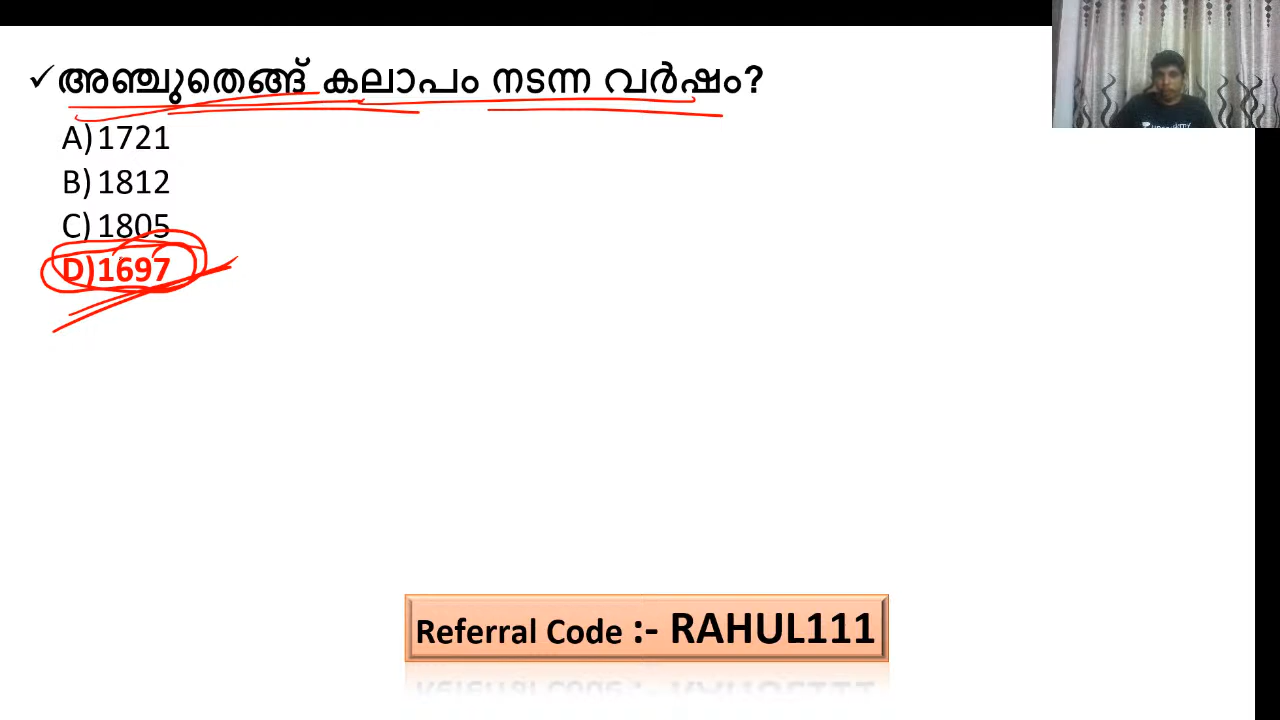 ✓അഞ്ചുതെങ്ങ് കലാപം നടന്ന വർഷം?
A) 1721
B) 1812
C) 1805
D) 1697
Referral Code :- RAHUL111